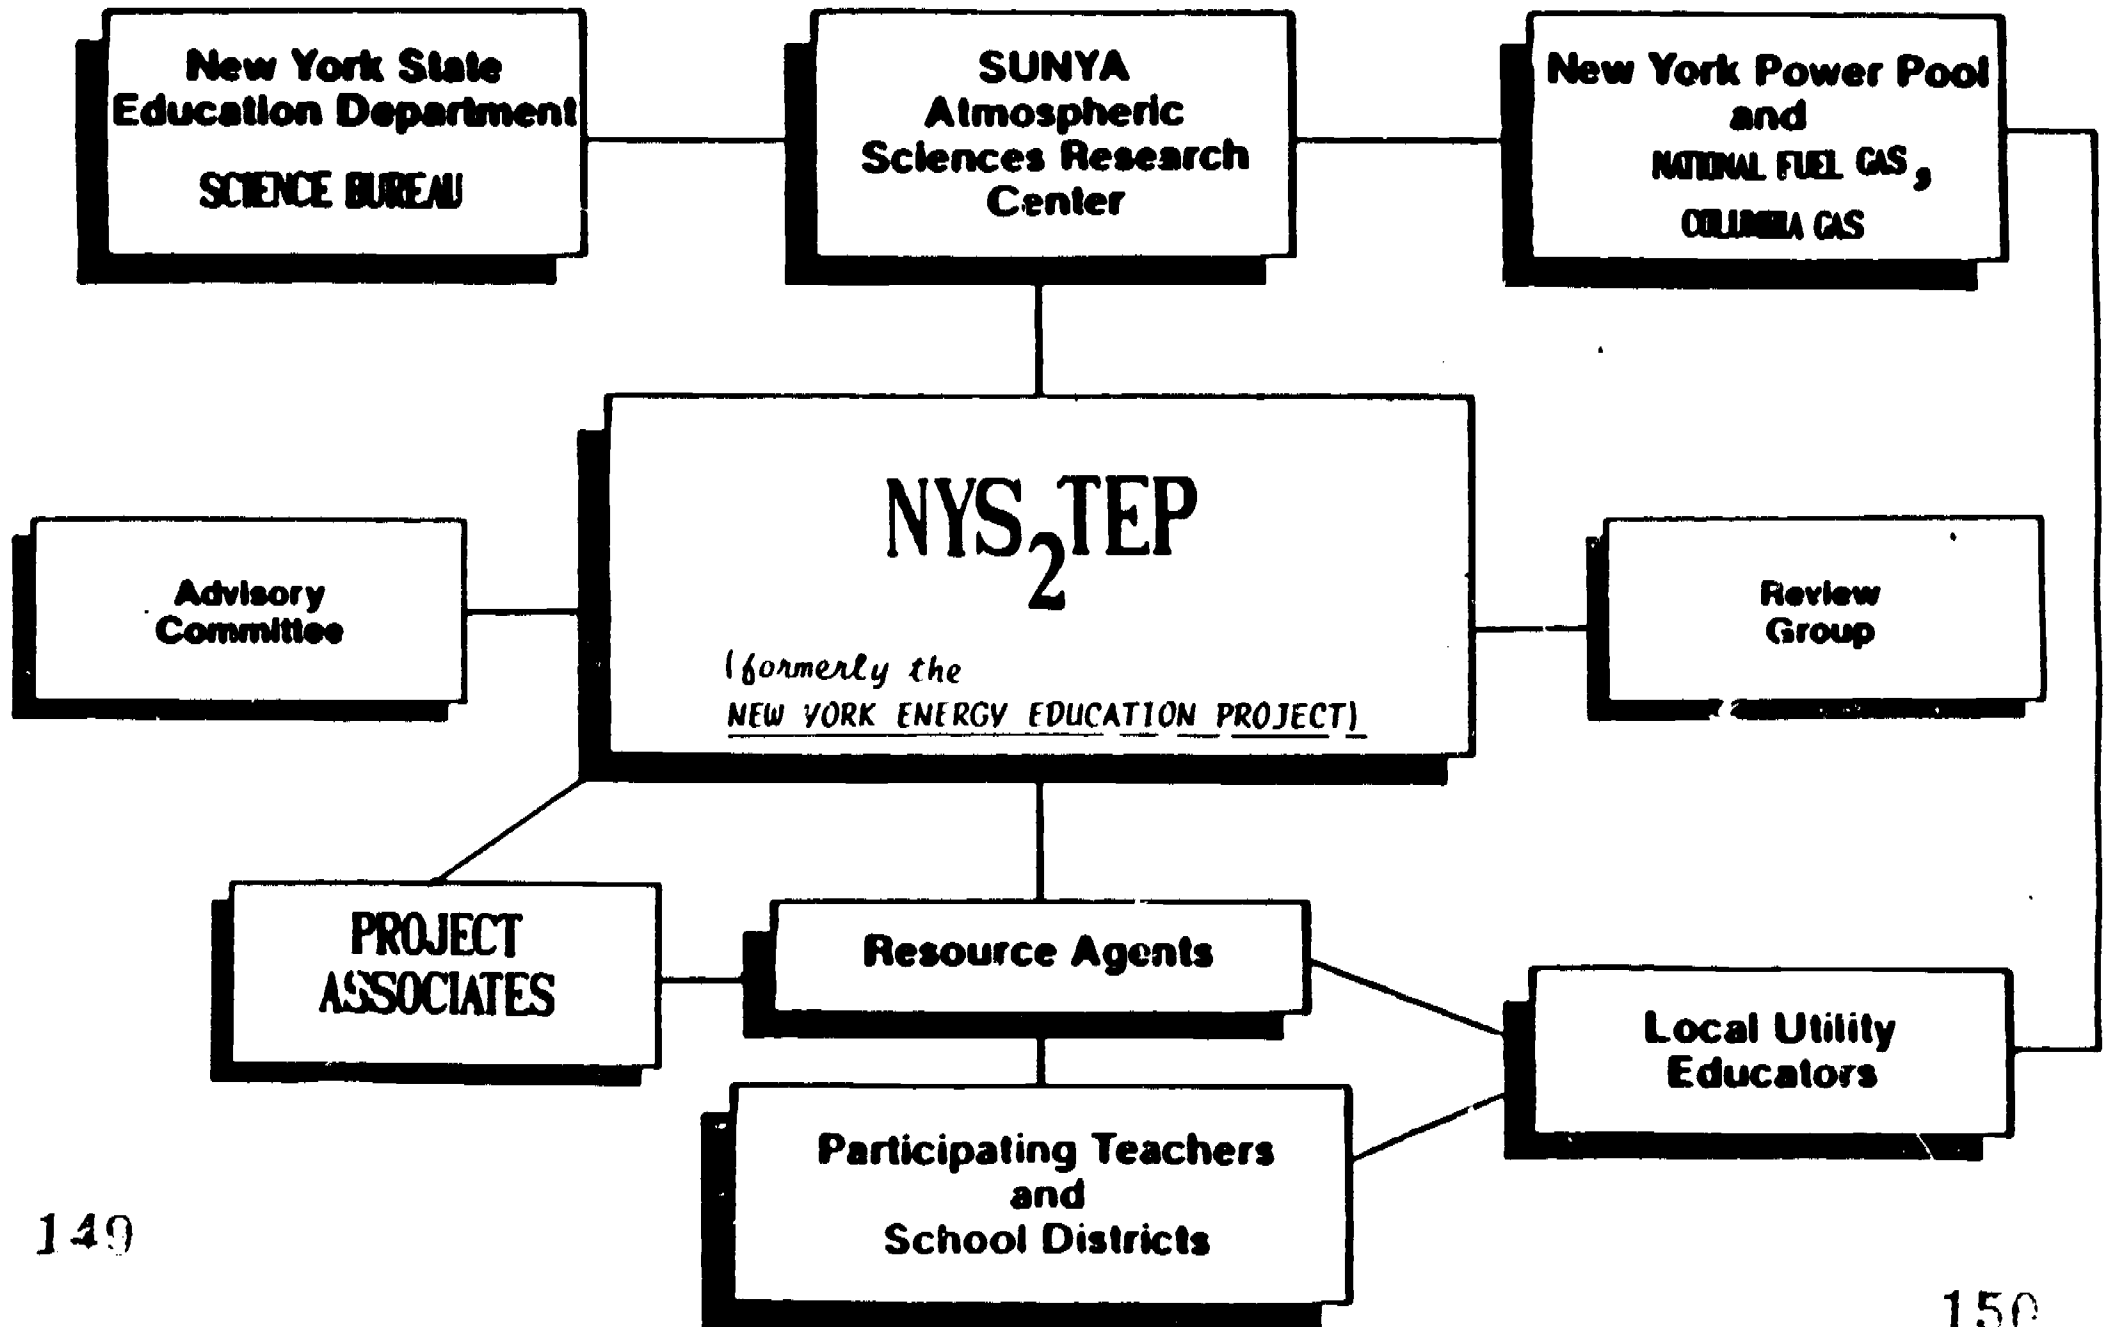 New York State
Education Department
SCIENCE BUREAU
SUNYA
Atmospheric
Sciences Research
Center
New York Power Pool
and
NATIONAL FUEL GAS,
COLUMBIA GAS
NYS₂TEP
(formerly the
NEW YORK ENERGY EDUCATION PROJECT)
Advisory
Committee
Review
Group
PROJECT
ASSOCIATES
Resource Agents
Local Utility
Educators
Participating Teachers
and
School Districts
149
150